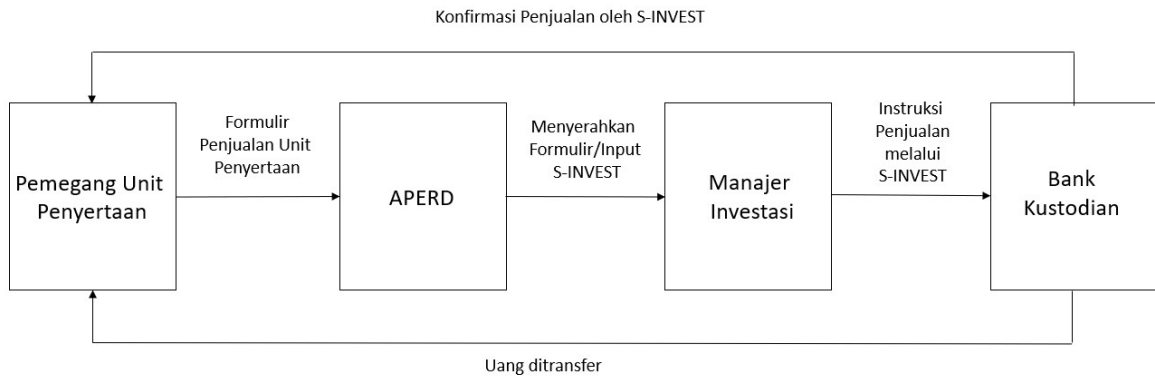 Konfirmasi Penjualan oleh S-INVEST
Formulir
Penjualan Unit
Penyertaan
Menyerahkan
Formulir/Input
S-INVEST
Instruksi
Penjualan
melalui
S-INVEST
Pemegang Unit
Penyertaan
APERD
Manajer
Investasi
Bank
Kustodian
Uang ditransfer